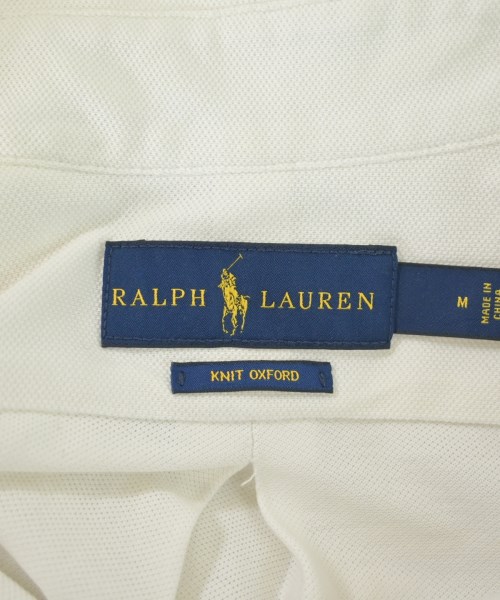 RALPH LAUREN
M
MADE IN
CHINA
KNIT OXFORD